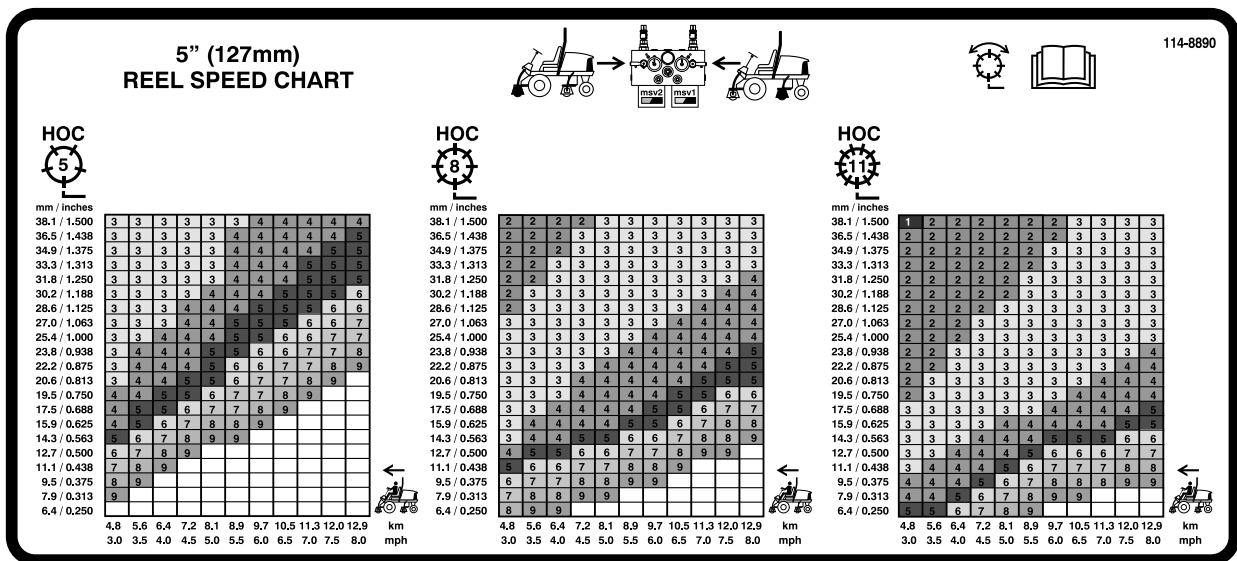 114-8890
5” (127mm)
REEL SPEED CHART
msv2 msv1
HOC
5
mm / inches
38.1 / 1.500 3 3 3 3 3 3 4 4 4 4 4
36.5 / 1.438 3 3 3 3 3 4 4 4 4 4 5
34.9 / 1.375 3 3 3 3 3 4 4 4 4 5 5
33.3 / 1.313 3 3 3 3 3 4 4 4 5 5 5
31.8 / 1.250 3 3 3 3 3 4 4 4 5 5 5
30.2 / 1.188 3 3 3 3 4 4 4 5 5 5 6
28.6 / 1.125 3 3 3 4 4 4 5 5 5 6 6
27.0 / 1.063 3 3 3 4 4 5 5 5 6 6 7
25.4 / 1.000 3 3 4 4 4 5 5 6 6 7 7
23.8 / 0.938 3 4 4 4 5 5 6 6 7 7 8
22.2 / 0.875 3 4 4 4 5 6 6 7 7 8 9
20.6 / 0.813 3 4 4 5 5 6 7 7 8 9
19.5 / 0.750 4 4 5 5 6 7 7 8 9
17.5 / 0.688 4 5 5 6 7 7 8 9
15.9 / 0.625 4 5 6 7 7 8 9
14.3 / 0.563 5 6 7 8 9 9
12.7 / 0.500 6 7 8 9
11.1 / 0.438 7 8 9
9.5 / 0.375 8 9
7.9 / 0.313 9
6.4 / 0.250
4.8 5.6 6.4 7.2 8.1 8.9 9.7 10.5 11.3 12.0 12.9 km
3.0 3.5 4.0 4.5 5.0 5.5 6.0 6.5 7.0 7.5 8.0 mph
HOC
8
mm / inches
38.1 / 1.500 2 2 2 2 3 3 3 3 3 3 3
36.5 / 1.438 2 2 2 3 3 3 3 3 3 3 3
34.9 / 1.375 2 2 2 3 3 3 3 3 3 3 3
33.3 / 1.313 2 2 3 3 3 3 3 3 3 3 3
31.8 / 1.250 2 2 3 3 3 3 3 3 3 3 4
30.2 / 1.188 2 3 3 3 3 3 3 3 3 4 4
28.6 / 1.125 2 3 3 3 3 3 3 3 4 4 4
27.0 / 1.063 3 3 3 3 3 3 3 4 4 4 4
25.4 / 1.000 3 3 3 3 3 3 3 4 4 4 4
23.8 / 0.938 3 3 3 3 3 4 4 4 4 4 5
22.2 / 0.875 3 3 3 3 4 4 4 4 4 5 5
20.6 / 0.813 3 3 3 4 4 4 4 4 5 5 5
19.5 / 0.750 3 3 3 4 4 4 4 5 5 6 6
17.5 / 0.688 3 3 4 4 4 4 5 5 6 7 7
15.9 / 0.625 3 3 4 4 4 5 5 6 7 7 8
14.3 / 0.563 3 4 4 5 5 6 6 7 8 8 9
12.7 / 0.500 4 5 5 6 6 7 7 8 9 9
11.1 / 0.438 5 6 6 7 7 8 8 9
9.5 / 0.375 6 6 7 7 8 9 9
7.9 / 0.313 7 8 8 9 9
6.4 / 0.250 8 9 9
4.8 5.6 6.4 7.2 8.1 8.9 9.7 10.5 11.3 12.0 12.9 km
3.0 3.5 4.0 4.5 5.0 5.5 6.0 6.5 7.0 7.5 8.0 mph
HOC
11
mm / inches
38.1 / 1.500 1 2 2 2 2 2 2 3 3 3 3
36.5 / 1.438 2 2 2 2 2 2 2 3 3 3 3
34.9 / 1.375 2 2 2 2 2 2 3 3 3 3 3
33.3 / 1.313 2 2 2 2 2 2 3 3 3 3 3
31.8 / 1.250 2 2 2 2 2 3 3 3 3 3 3
30.2 / 1.188 2 2 2 2 2 3 3 3 3 3 3
28.6 / 1.125 2 2 2 2 3 3 3 3 3 3 3
27.0 / 1.063 2 2 2 3 3 3 3 3 3 3 3
25.4 / 1.000 2 2 2 3 3 3 3 3 3 3 3
23.8 / 0.938 2 2 3 3 3 3 3 3 3 3 4
22.2 / 0.875 2 2 3 3 3 3 3 3 3 4 4
20.6 / 0.813 2 3 3 3 3 3 3 3 4 4 4
19.5 / 0.750 2 3 3 3 3 3 4 4 4 4 4
17.5 / 0.688 3 3 3 3 3 3 4 4 4 4 5
15.9 / 0.625 3 3 3 3 3 4 4 4 4 5 5
14.3 / 0.563 3 3 3 4 4 4 5 5 5 6 6
12.7 / 0.500 3 3 4 4 4 5 6 6 6 7 7
11.1 / 0.438 3 4 4 4 5 6 7 7 7 8 8
9.5 / 0.375 4 4 4 5 6 7 8 8 8 9 9
7.9 / 0.313 4 4 5 6 7 8 9 9
6.4 / 0.250 5 5 6 7 8 9
4.8 5.6 6.4 7.2 8.1 8.9 9.7 10.5 11.3 12.0 12.9 km
3.0 3.5 4.0 4.5 5.0 5.5 6.0 6.5 7.0 7.5 8.0 mph